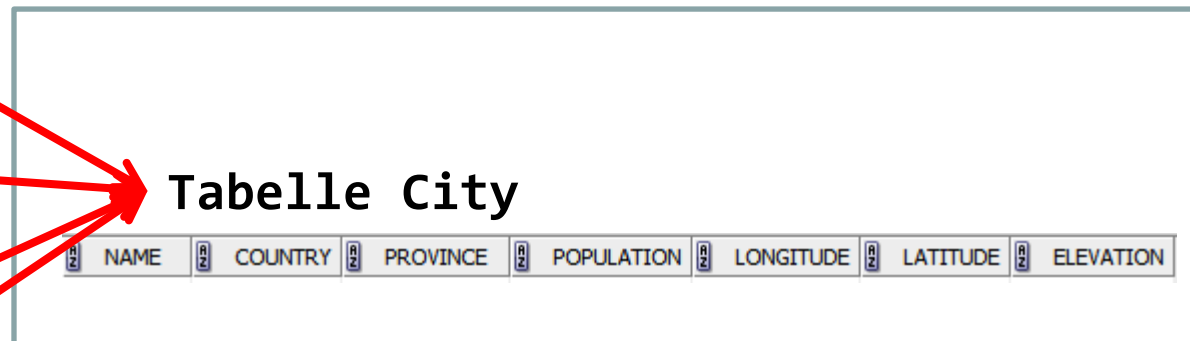 Tabelle City
NAME COUNTRY PROVINCE POPULATION LONGITUDE LATITUDE ELEVATION